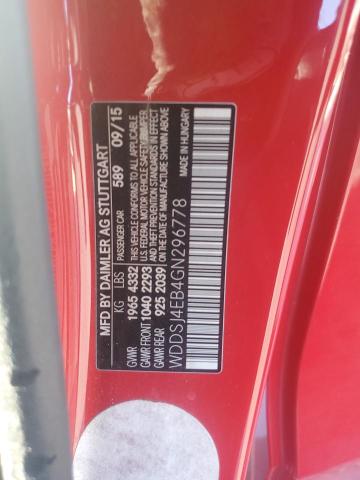 MFD BY DAIMLER AG STUTTGART
KG LBS PASSENGER CAR 589 09/15
GVWR 1965 4332 THIS VEHICLE CONFORMS TO ALL APPLICABLE
GAWR FRONT 1040 2293 U.S. FEDERAL MOTOR VEHICLE SAFETY, BUMPER,
GAWR REAR 925 2039 AND THEFT PREVENTION STANDARDS IN EFFECT
ON THE DATE OF MANUFACTURE SHOWN ABOVE
WDDSJ4EB4GN296778 MADE IN HUNGARY